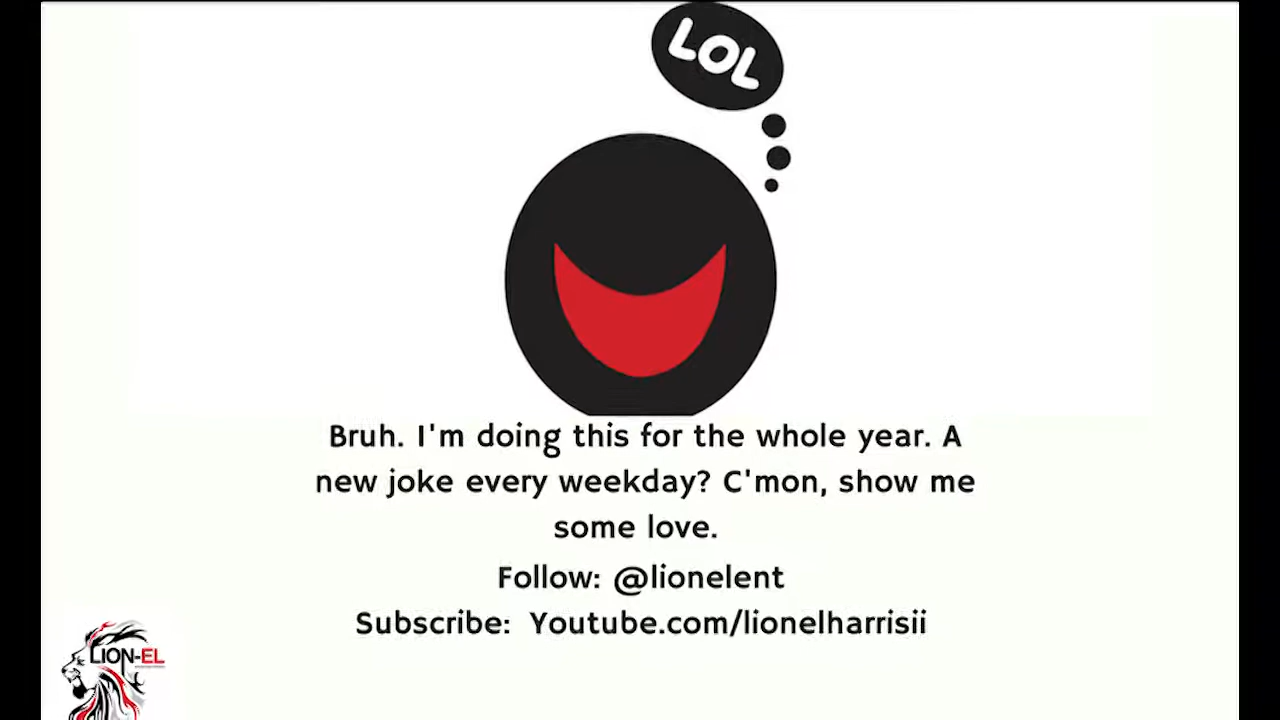 LOL
Bruh. I'm doing this for the whole year. A
new joke every weekday? C'mon, show me
some love.
Follow: @lionelent
Subscribe: Youtube.com/lionelharrisii
LION-EL